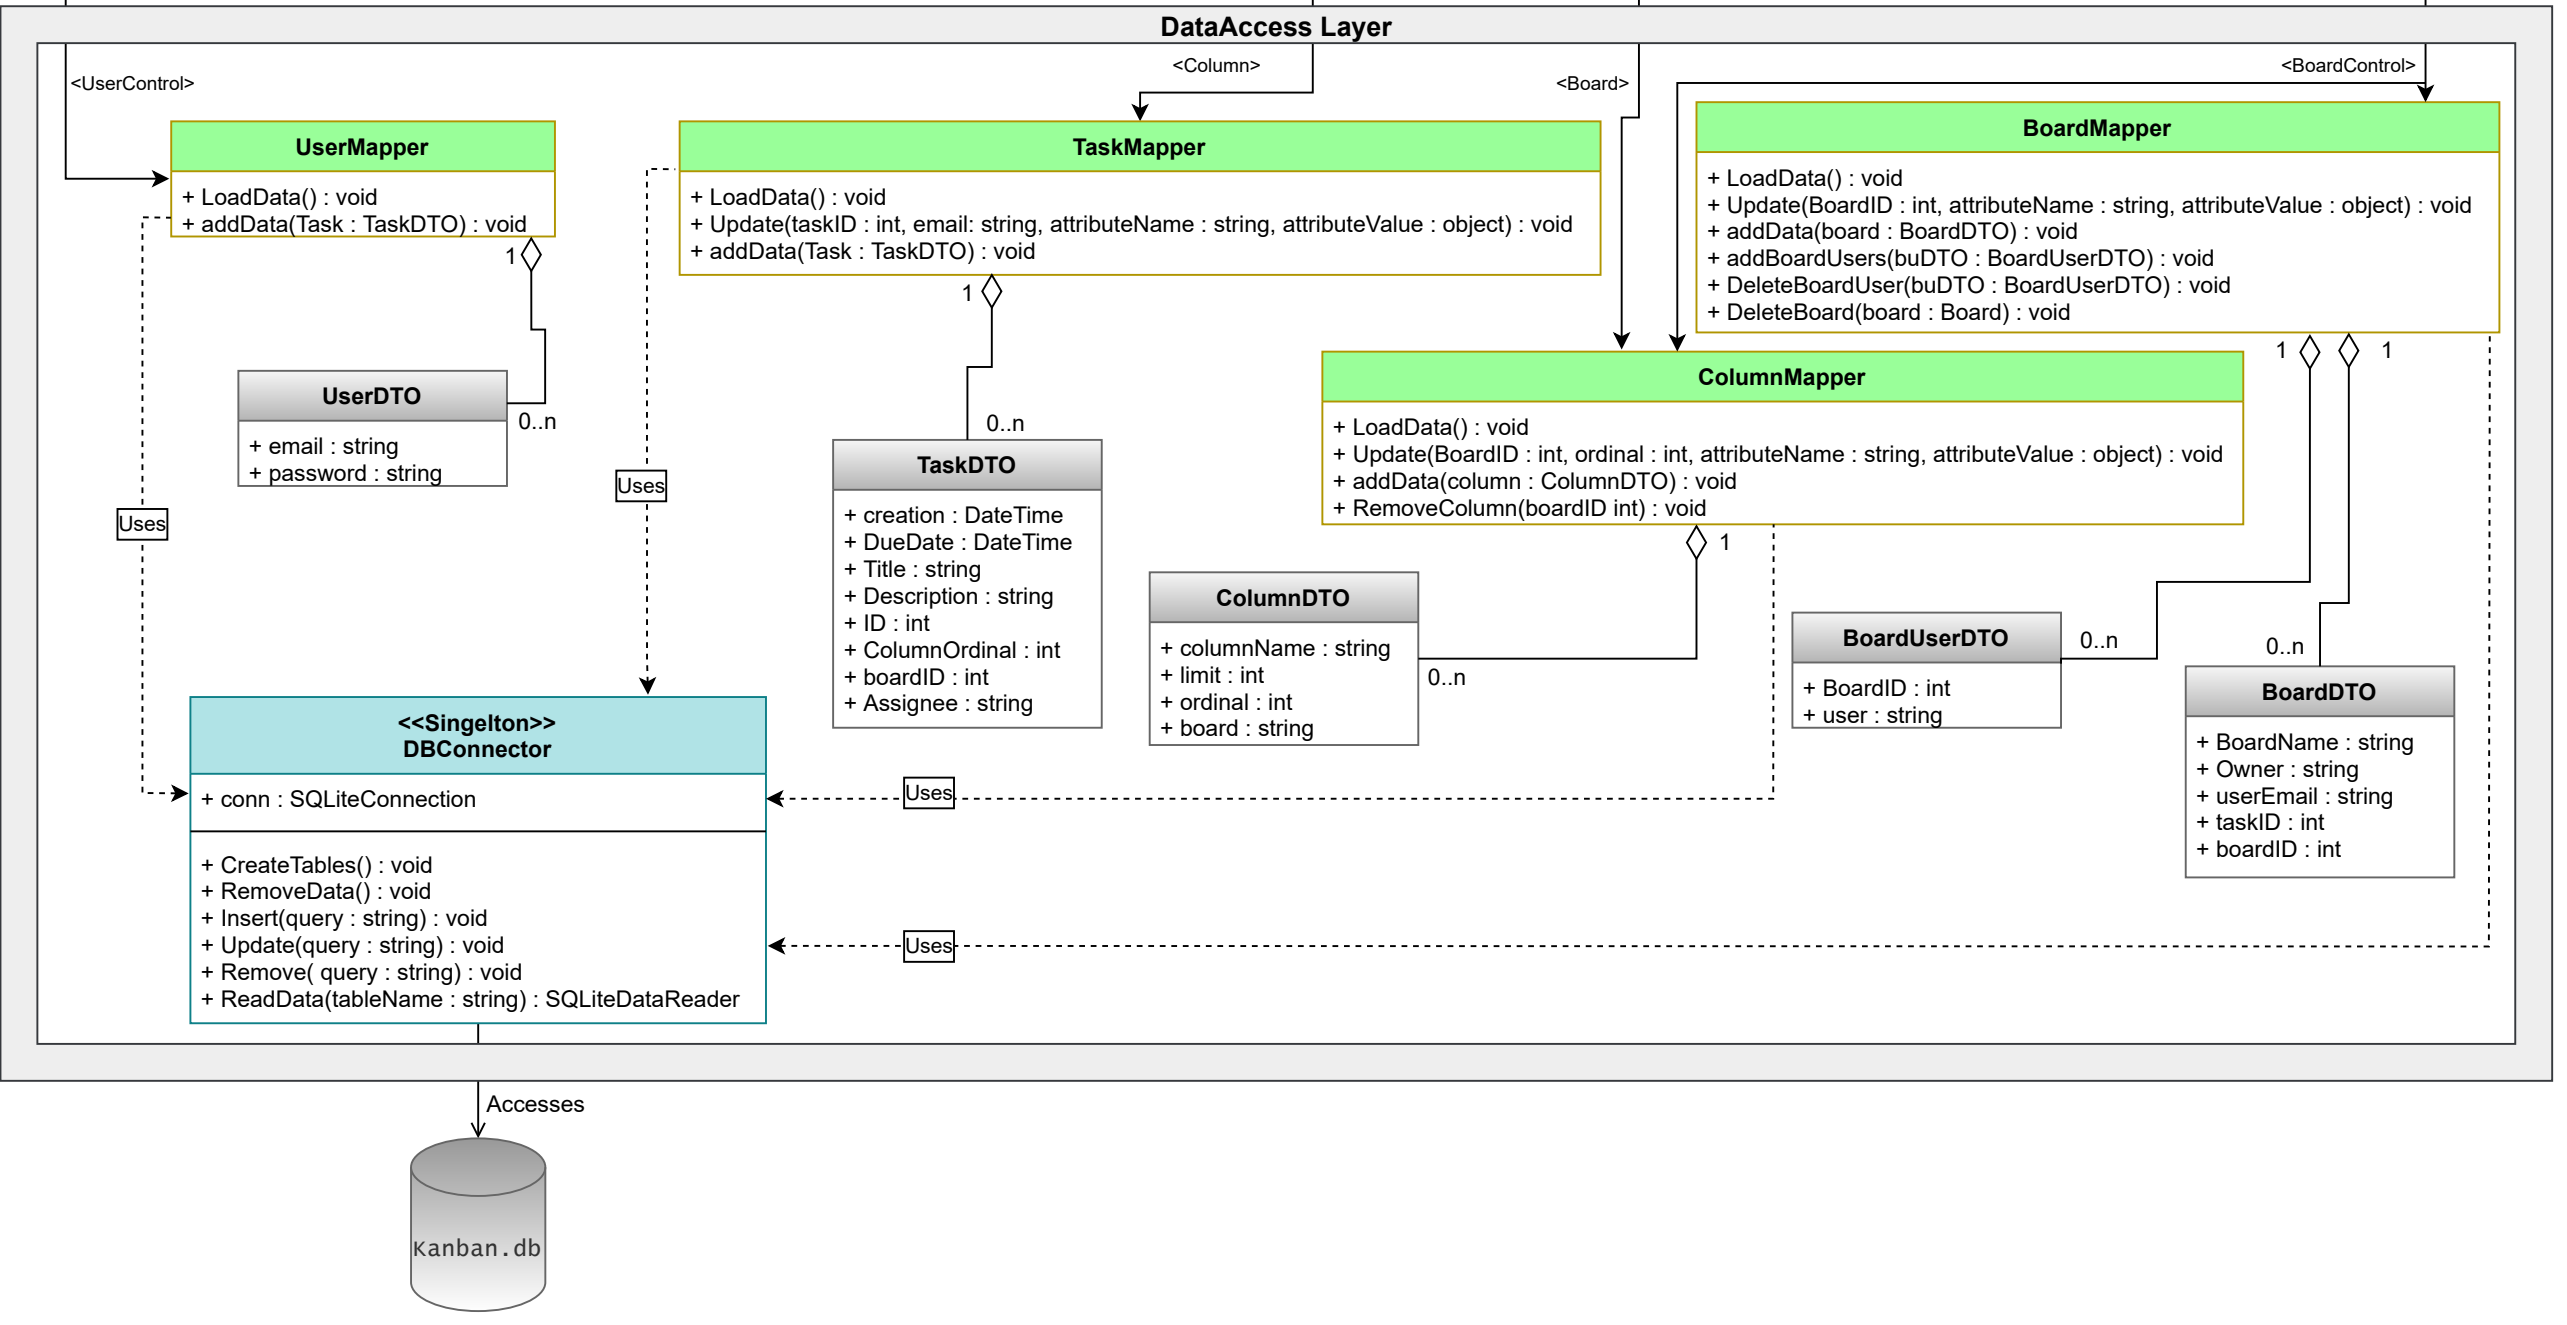 DataAccess Layer
<UserControl>
<Column>
<Board>
<BoardControl>
UserMapper
+ LoadData() : void
+ addData(Task : TaskDTO) : void
1
0..n
UserDTO
+ email : string
+ password : string
Uses
TaskMapper
+ LoadData() : void
+ Update(taskID : int, email: string, attributeName : string, attributeValue : object) : void
+ addData(Task : TaskDTO) : void
1
0..n
Uses
TaskDTO
+ creation : DateTime
+ DueDate : DateTime
+ Title : string
+ Description : string
+ ID : int
+ ColumnOrdinal : int
+ boardID : int
+ Assignee : string
BoardMapper
+ LoadData() : void
+ Update(BoardID : int, attributeName : string, attributeValue : object) : void
+ addData(board : BoardDTO) : void
+ addBoardUsers(buDTO : BoardUserDTO) : void
+ DeleteBoardUser(buDTO : BoardUserDTO) : void
+ DeleteBoard(board : Board) : void
1
1
ColumnMapper
+ LoadData() : void
+ Update(BoardID : int, ordinal : int, attributeName : string, attributeValue : object) : void
+ addData(column : ColumnDTO) : void
+ RemoveColumn(boardID int) : void
1
0..n
ColumnDTO
+ columnName : string
+ limit : int
+ ordinal : int
+ board : string
BoardUserDTO
+ BoardID : int
+ user : string
0..n
0..n
BoardDTO
+ BoardName : string
+ Owner : string
+ userEmail : string
+ taskID : int
+ boardID : int
<<Singelton>>
DBConnector
+ conn : SQLiteConnection
+ CreateTables() : void
+ RemoveData() : void
+ Insert(query : string) : void
+ Update(query : string) : void
+ Remove( query : string) : void
+ ReadData(tableName : string) : SQLiteDataReader
Uses
Uses
Accesses
Kanban.db